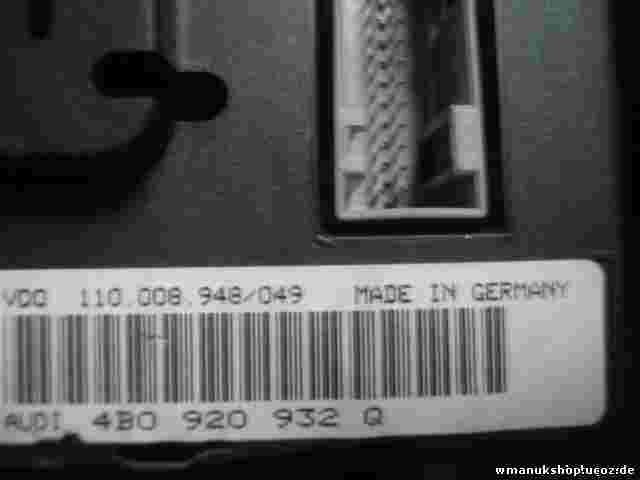 VDO 110.008.948/049 MADE IN GERMANY
AUDI 4B0 920 932 Q
wmanukshop.ucoz.de